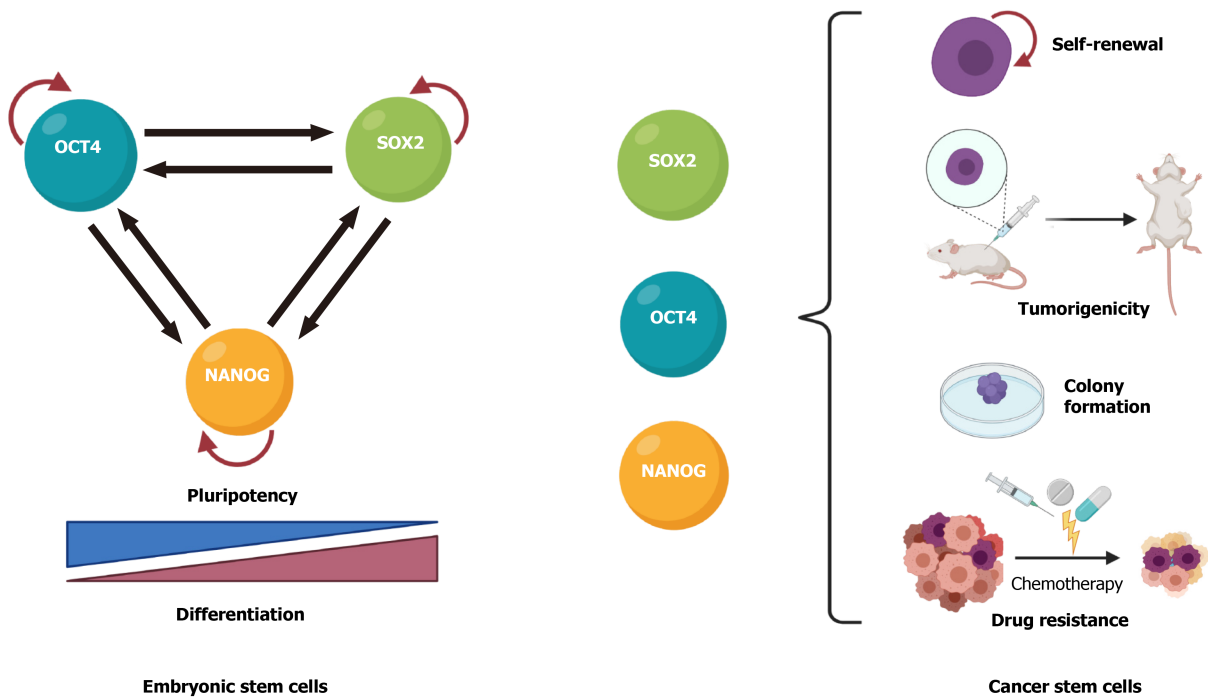 OCT4
SOX2
NANOG
Pluripotency
Differentiation
Embryonic stem cells
SOX2
OCT4
NANOG
Self-renewal
Tumorigenicity
Colony
formation
Chemotherapy
Drug resistance
Cancer stem cells